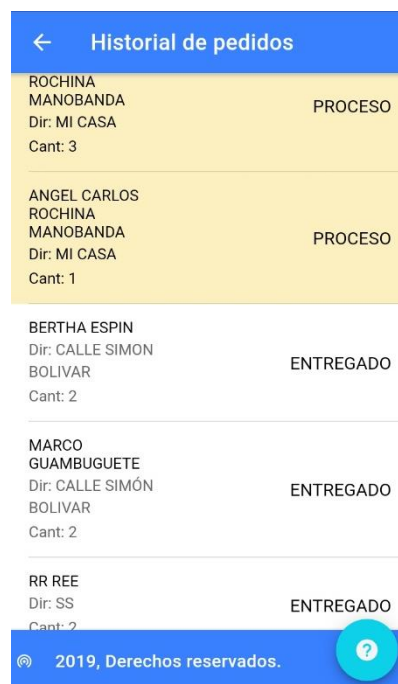 Historial de pedidos
ROCHINA
MANOBANDA
Dir: MI CASA
Cant: 3
PROCESO
ANGEL CARLOS
ROCHINA
MANOBANDA
Dir: MI CASA
Cant: 1
PROCESO
BERTHA ESPIN
Dir: CALLE SIMON
BOLIVAR
Cant: 2
ENTREGADO
MARCO
GUAMBUGUETE
Dir: CALLE SIMÓN
BOLIVAR
Cant: 2
ENTREGADO
RR REE
Dir: SS
Cant: 2
ENTREGADO
2019, Derechos reservados.
?